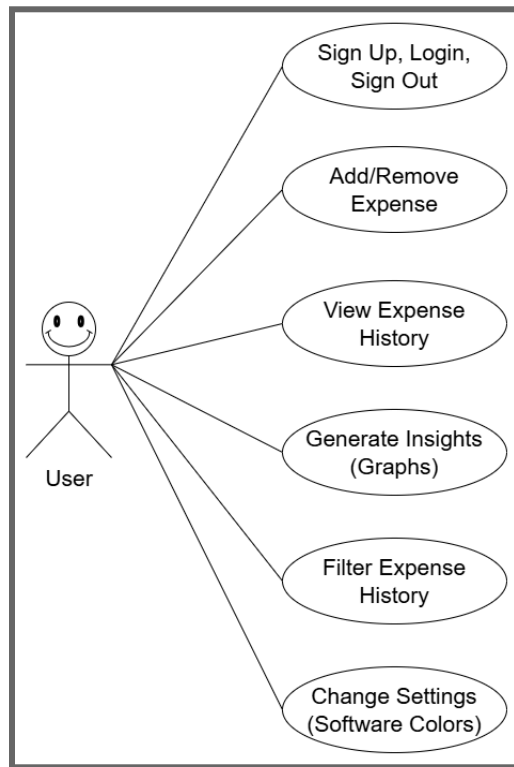 Sign Up, Login,
Sign Out
Add/Remove
Expense
View Expense
History
User
Generate Insights
(Graphs)
Filter Expense
History
Change Settings
(Software Colors)